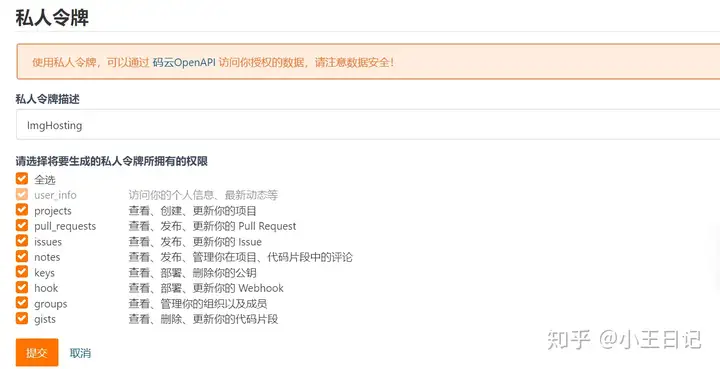 私人令牌
使用私人令牌，可以通过 码云OpenAPI 访问你授权的数据，请注意数据安全！
私人令牌描述
ImgHosting
请选择将要生成的私人令牌所拥有的权限
全选
user_info 访问你的个人信息、最新动态等
projects 查看、创建、更新你的项目
pull_requests 查看、发布、更新你的 Pull Request
issues 查看、发布、更新你的 Issue
notes 查看、发布、管理你在项目、代码片段中的评论
keys 查看、部署、删除你的公钥
hook 查看、部署、更新你的 Webhook
groups 查看、管理你的组织以及成员
gists 查看、删除、更新你的代码片段
提交 取消
知乎 @小王日记